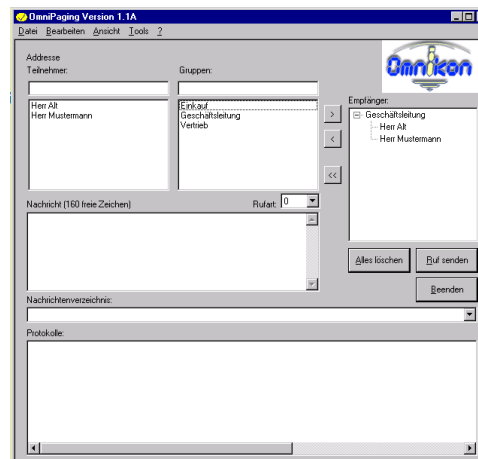 OmniPaging Version 1.1A
Datei Bearbeiten Ansicht Tools ?
Addresse
Teilnehmer:
Gruppen:
Omnikon
Herr Alt
Herr Mustermann
Einkauf
Geschäftsleitung
Vertrieb
>
<
<<
Empfänger:
Geschäftsleitung
Herr Alt
Herr Mustermann
Nachricht (160 freie Zeichen)
Rufart: 0
Alles löschen
Ruf senden
Beenden
Nachrichtenverzeichnis:
Protokolle: